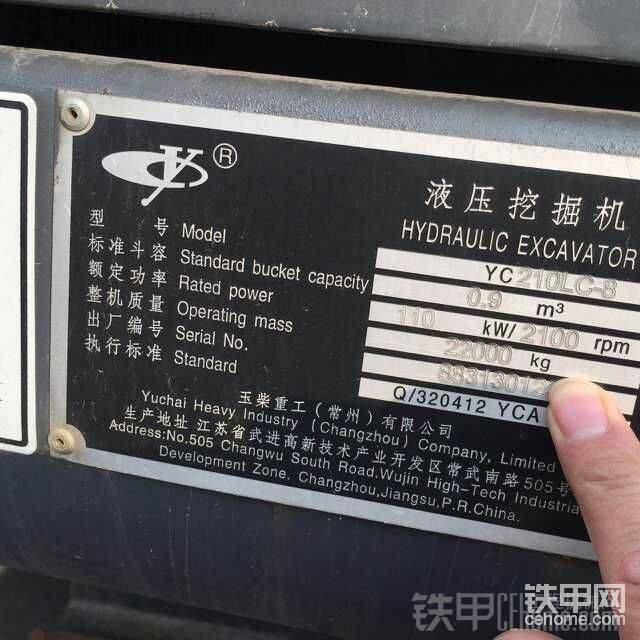 铁甲
®
液压挖掘机
HYDRAULIC EXCAVATOR
型号 Model YC210LC-8
标准斗容 Standard bucket capacity 0.9 m³
额定功率 Rated power 110 kW/2100 rpm
整机质量 Operating mass 22000 kg
出厂编号 Serial No.
执行标准 Standard Q/320412 YCA
玉柴重工(常州)有限公司
Yuchai Heavy Industry (Changzhou) Company, Limited
生产地址 江苏省武进高新技术产业开发区常武南路505号
Address:No.505 Changwu South Road,Wujin High-Tech Industrial
Development Zone. Changzhou,Jiangsu,P.R.China.
铁甲
铁甲网